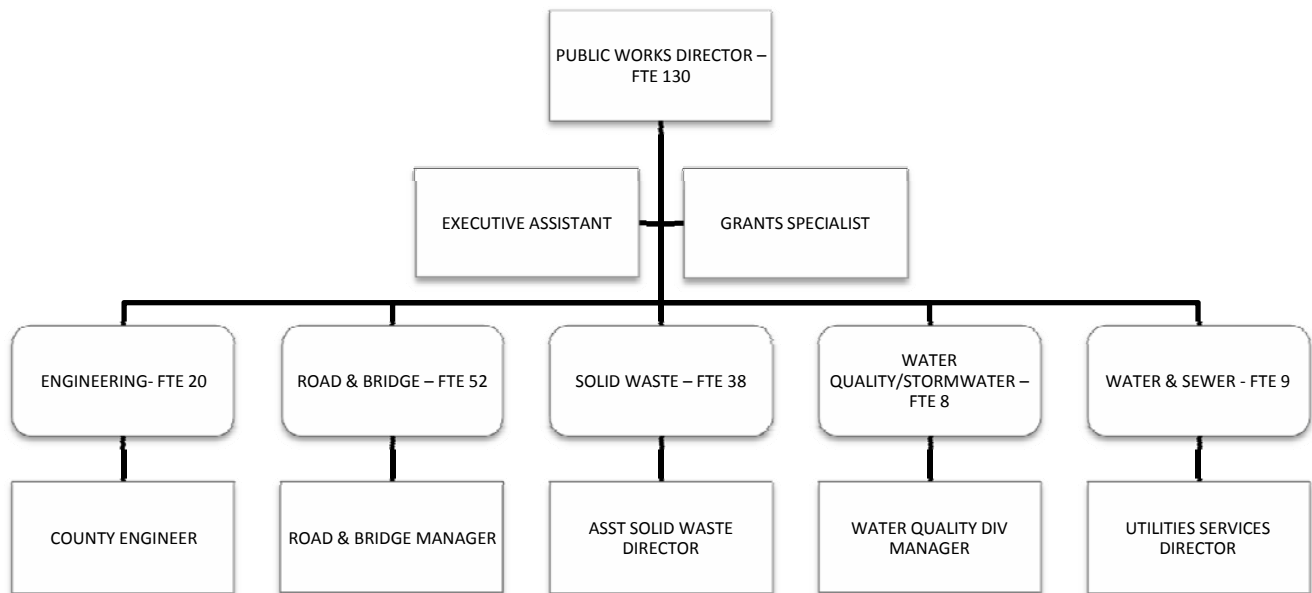 PUBLIC WORKS DIRECTOR –
FTE 130
EXECUTIVE ASSISTANT
GRANTS SPECIALIST
ENGINEERING- FTE 20
ROAD & BRIDGE – FTE 52
SOLID WASTE – FTE 38
WATER
QUALITY/STORMWATER –
FTE 8
WATER & SEWER - FTE 9
COUNTY ENGINEER
ROAD & BRIDGE MANAGER
ASST SOLID WASTE
DIRECTOR
WATER QUALITY DIV
MANAGER
UTILITIES SERVICES
DIRECTOR